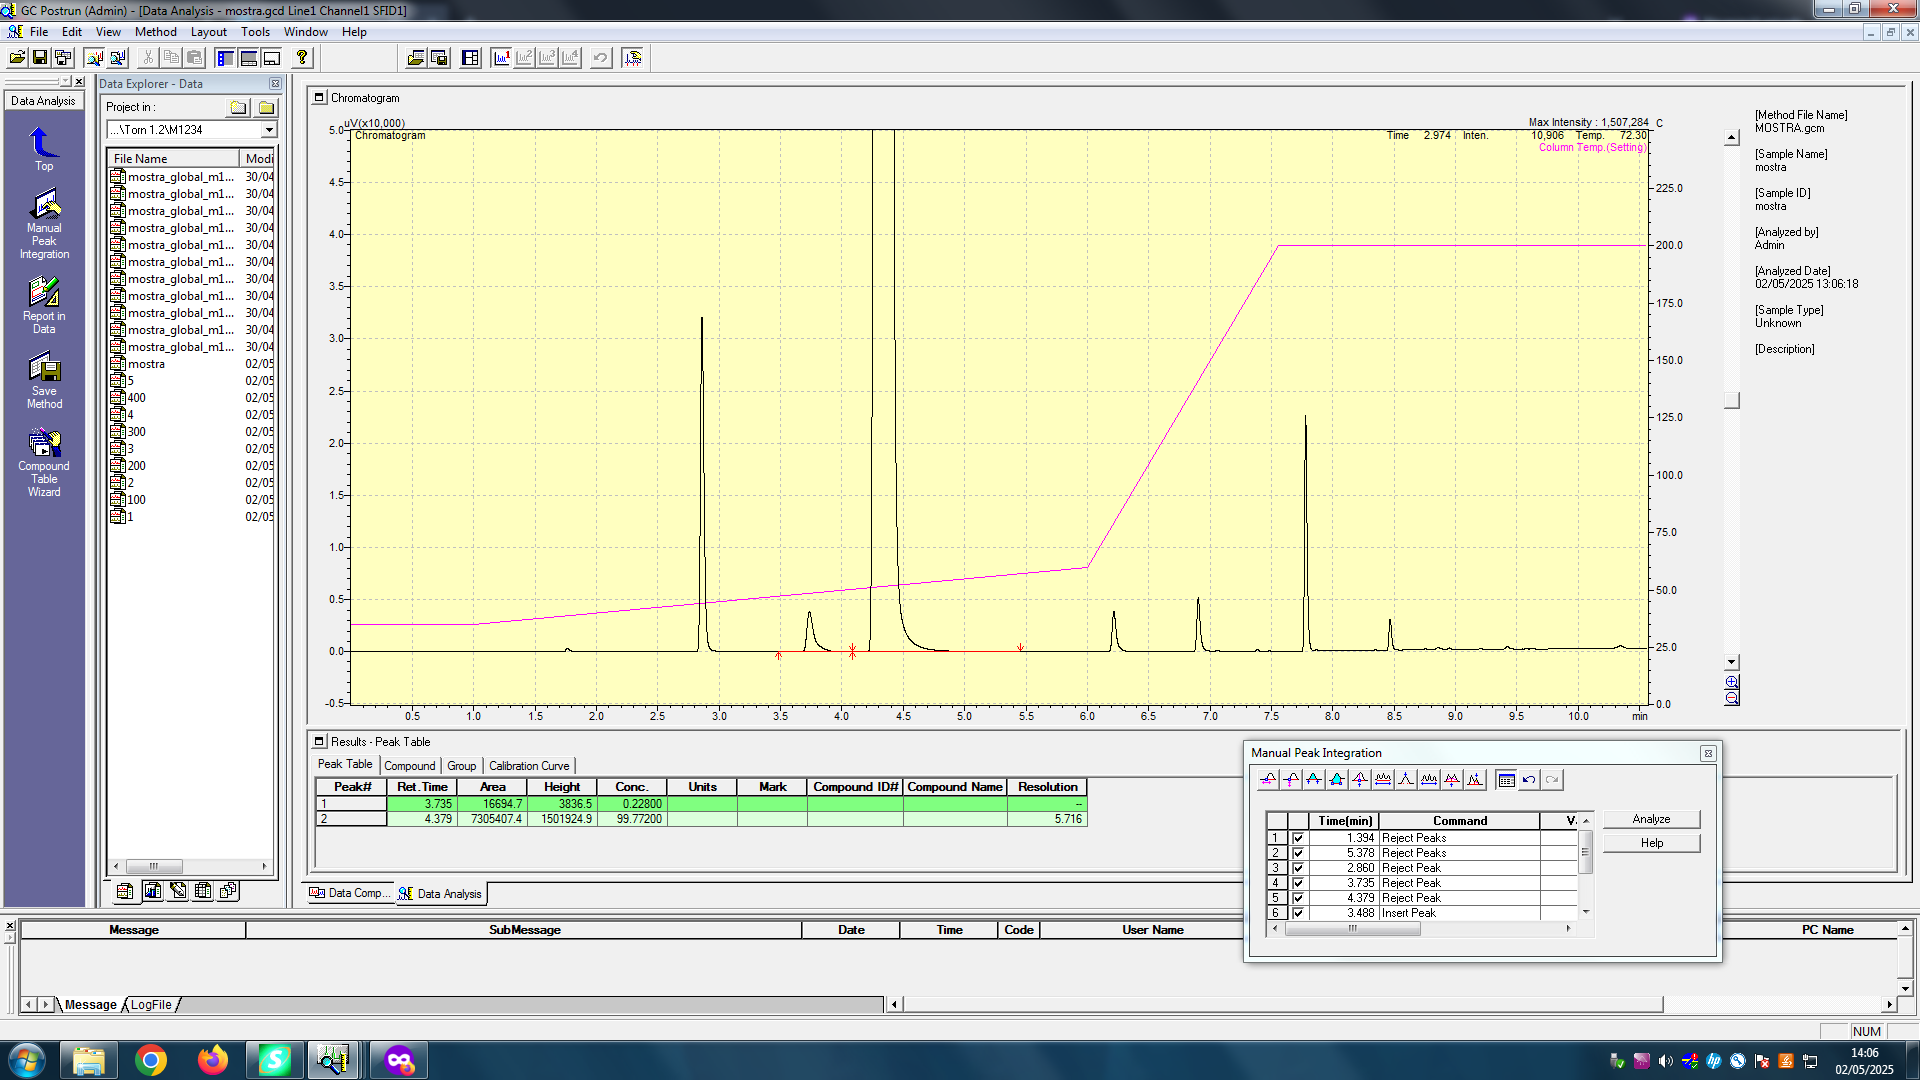 GC Postrun (Admin) - [Data Analysis - mostra.gcd Line1 Channel1 SFID1]
File Edit View Method Layout Tools Window Help
Data Analysis
Top
Manual
Peak
Integration
Report in
Data
Save
Method
Compound
Table
Wizard
Data Explorer - Data
Project in :
...\Torn 1.2\M1234
File Name Modi
mostra_global_m1... 30/04
mostra_global_m1... 30/04
mostra_global_m1... 30/04
mostra_global_m1... 30/04
mostra_global_m1... 30/04
mostra_global_m1... 30/04
mostra_global_m1... 30/04
mostra_global_m1... 30/04
mostra_global_m1... 30/04
mostra_global_m1... 30/04
mostra_global_m1... 30/04
mostra 02/05
5 02/05
400 02/05
4 02/05
300 02/05
3 02/05
200 02/05
2 02/05
100 02/05
1 02/05
Chromatogram
uV(x10,000)
Max Intensity : 1,507,284 C
Chromatogram
Time 2.974 Inten. 10,906 Temp. 72.30
Column Temp.(Setting)
5.0
4.5
4.0
3.5
3.0
2.5
2.0
1.5
1.0
0.5
0.0
-0.5
225.0
200.0
175.0
150.0
125.0
100.0
75.0
50.0
25.0
0.0
0.5 1.0 1.5 2.0 2.5 3.0 3.5 4.0 4.5 5.0 5.5 6.0 6.5 7.0 7.5 8.0 8.5 9.0 9.5 10.0 min
[Method File Name]
MOSTRA.gcm
[Sample Name]
mostra
[Sample ID]
mostra
[Analyzed by]
Admin
[Analyzed Date]
02/05/2025 13:06:18
[Sample Type]
Unknown
[Description]
Results - Peak Table
Peak Table Compound Group Calibration Curve
Peak# Ret.Time Area Height Conc. Units Mark Compound ID# Compound Name Resolution
1 3.735 16694.7 3836.5 0.22800 --
2 4.379 7305407.4 1501924.9 99.77200 5.716
Data Comp... Data Analysis
Manual Peak Integration
Time(min) Command V.
1 1.394 Reject Peaks
2 5.378 Reject Peaks
3 2.860 Reject Peak
4 3.735 Reject Peak
5 4.379 Reject Peak
6 3.488 Insert Peak
Analyze
Help
Message SubMessage Date Time Code User Name PC Name
Message LogFile
NUM
14:06
02/05/2025